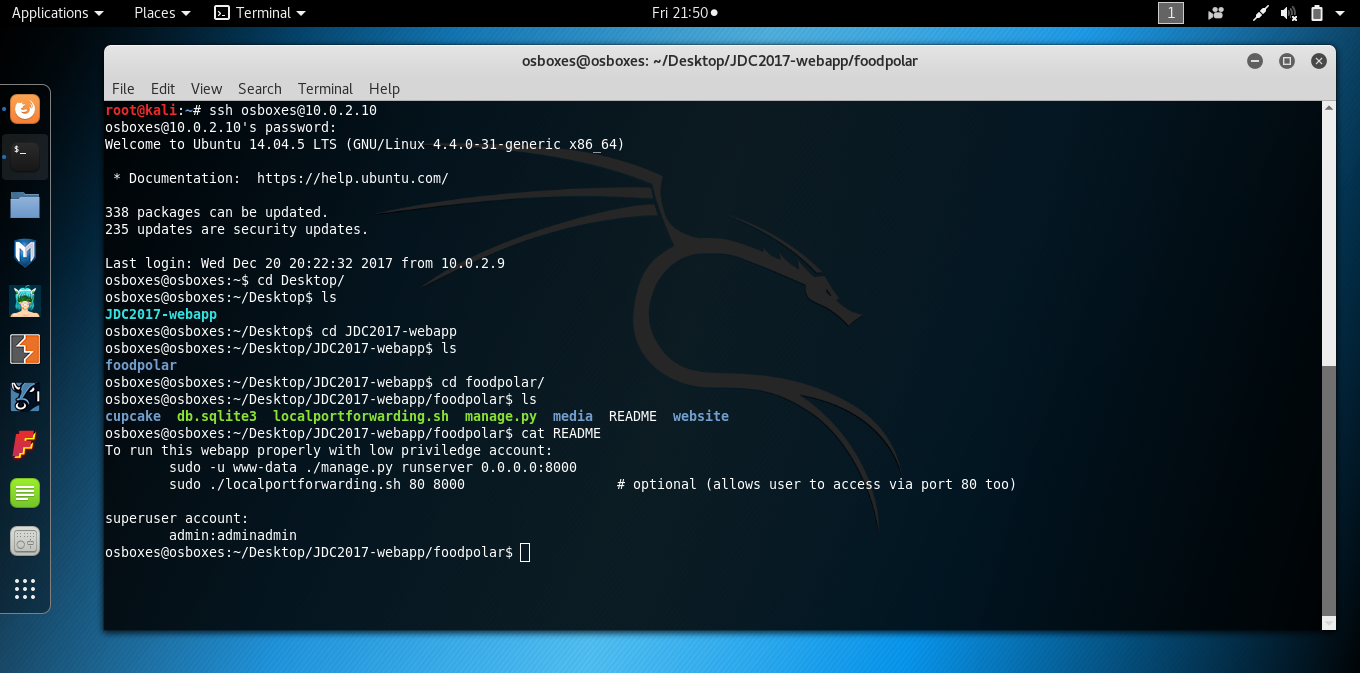 Applications Places Terminal Fri 21:50 1
osboxes@osboxes: ~/Desktop/JDC2017-webapp/foodpolar
File Edit View Search Terminal Help
root@kali:~# ssh osboxes@10.0.2.10
osboxes@10.0.2.10's password:
Welcome to Ubuntu 14.04.5 LTS (GNU/Linux 4.4.0-31-generic x86_64)
* Documentation:  https://help.ubuntu.com/
338 packages can be updated.
235 updates are security updates.
Last login: Wed Dec 20 20:22:32 2017 from 10.0.2.9
osboxes@osboxes:~$ cd Desktop/
osboxes@osboxes:~/Desktop$ ls
JDC2017-webapp
osboxes@osboxes:~/Desktop$ cd JDC2017-webapp
osboxes@osboxes:~/Desktop/JDC2017-webapp$ ls
foodpolar
osboxes@osboxes:~/Desktop/JDC2017-webapp$ cd foodpolar/
osboxes@osboxes:~/Desktop/JDC2017-webapp/foodpolar$ ls
cupcake  db.sqlite3  localportforwarding.sh  manage.py  media  README  website
osboxes@osboxes:~/Desktop/JDC2017-webapp/foodpolar$ cat README
To run this webapp properly with low priviledge account:
        sudo -u www-data ./manage.py runserver 0.0.0.0:8000
        sudo ./localportforwarding.sh 80 8000                   # optional (allows user to access via port 80 too)
superuser account:
        admin:adminadmin
osboxes@osboxes:~/Desktop/JDC2017-webapp/foodpolar$